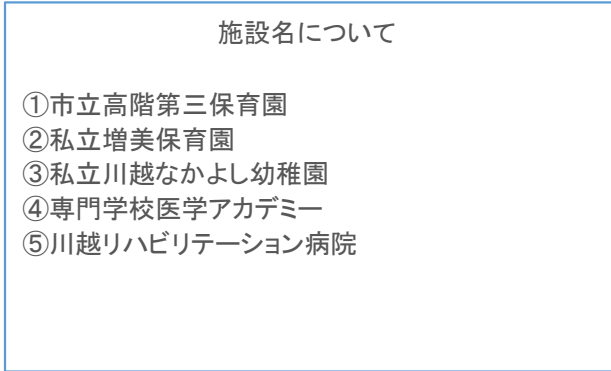 施設名について
①市立高階第三保育園
②私立増美保育園
③私立川越なかよし幼稚園
④専門学校医学アカデミー
⑤川越リハビリテーション病院